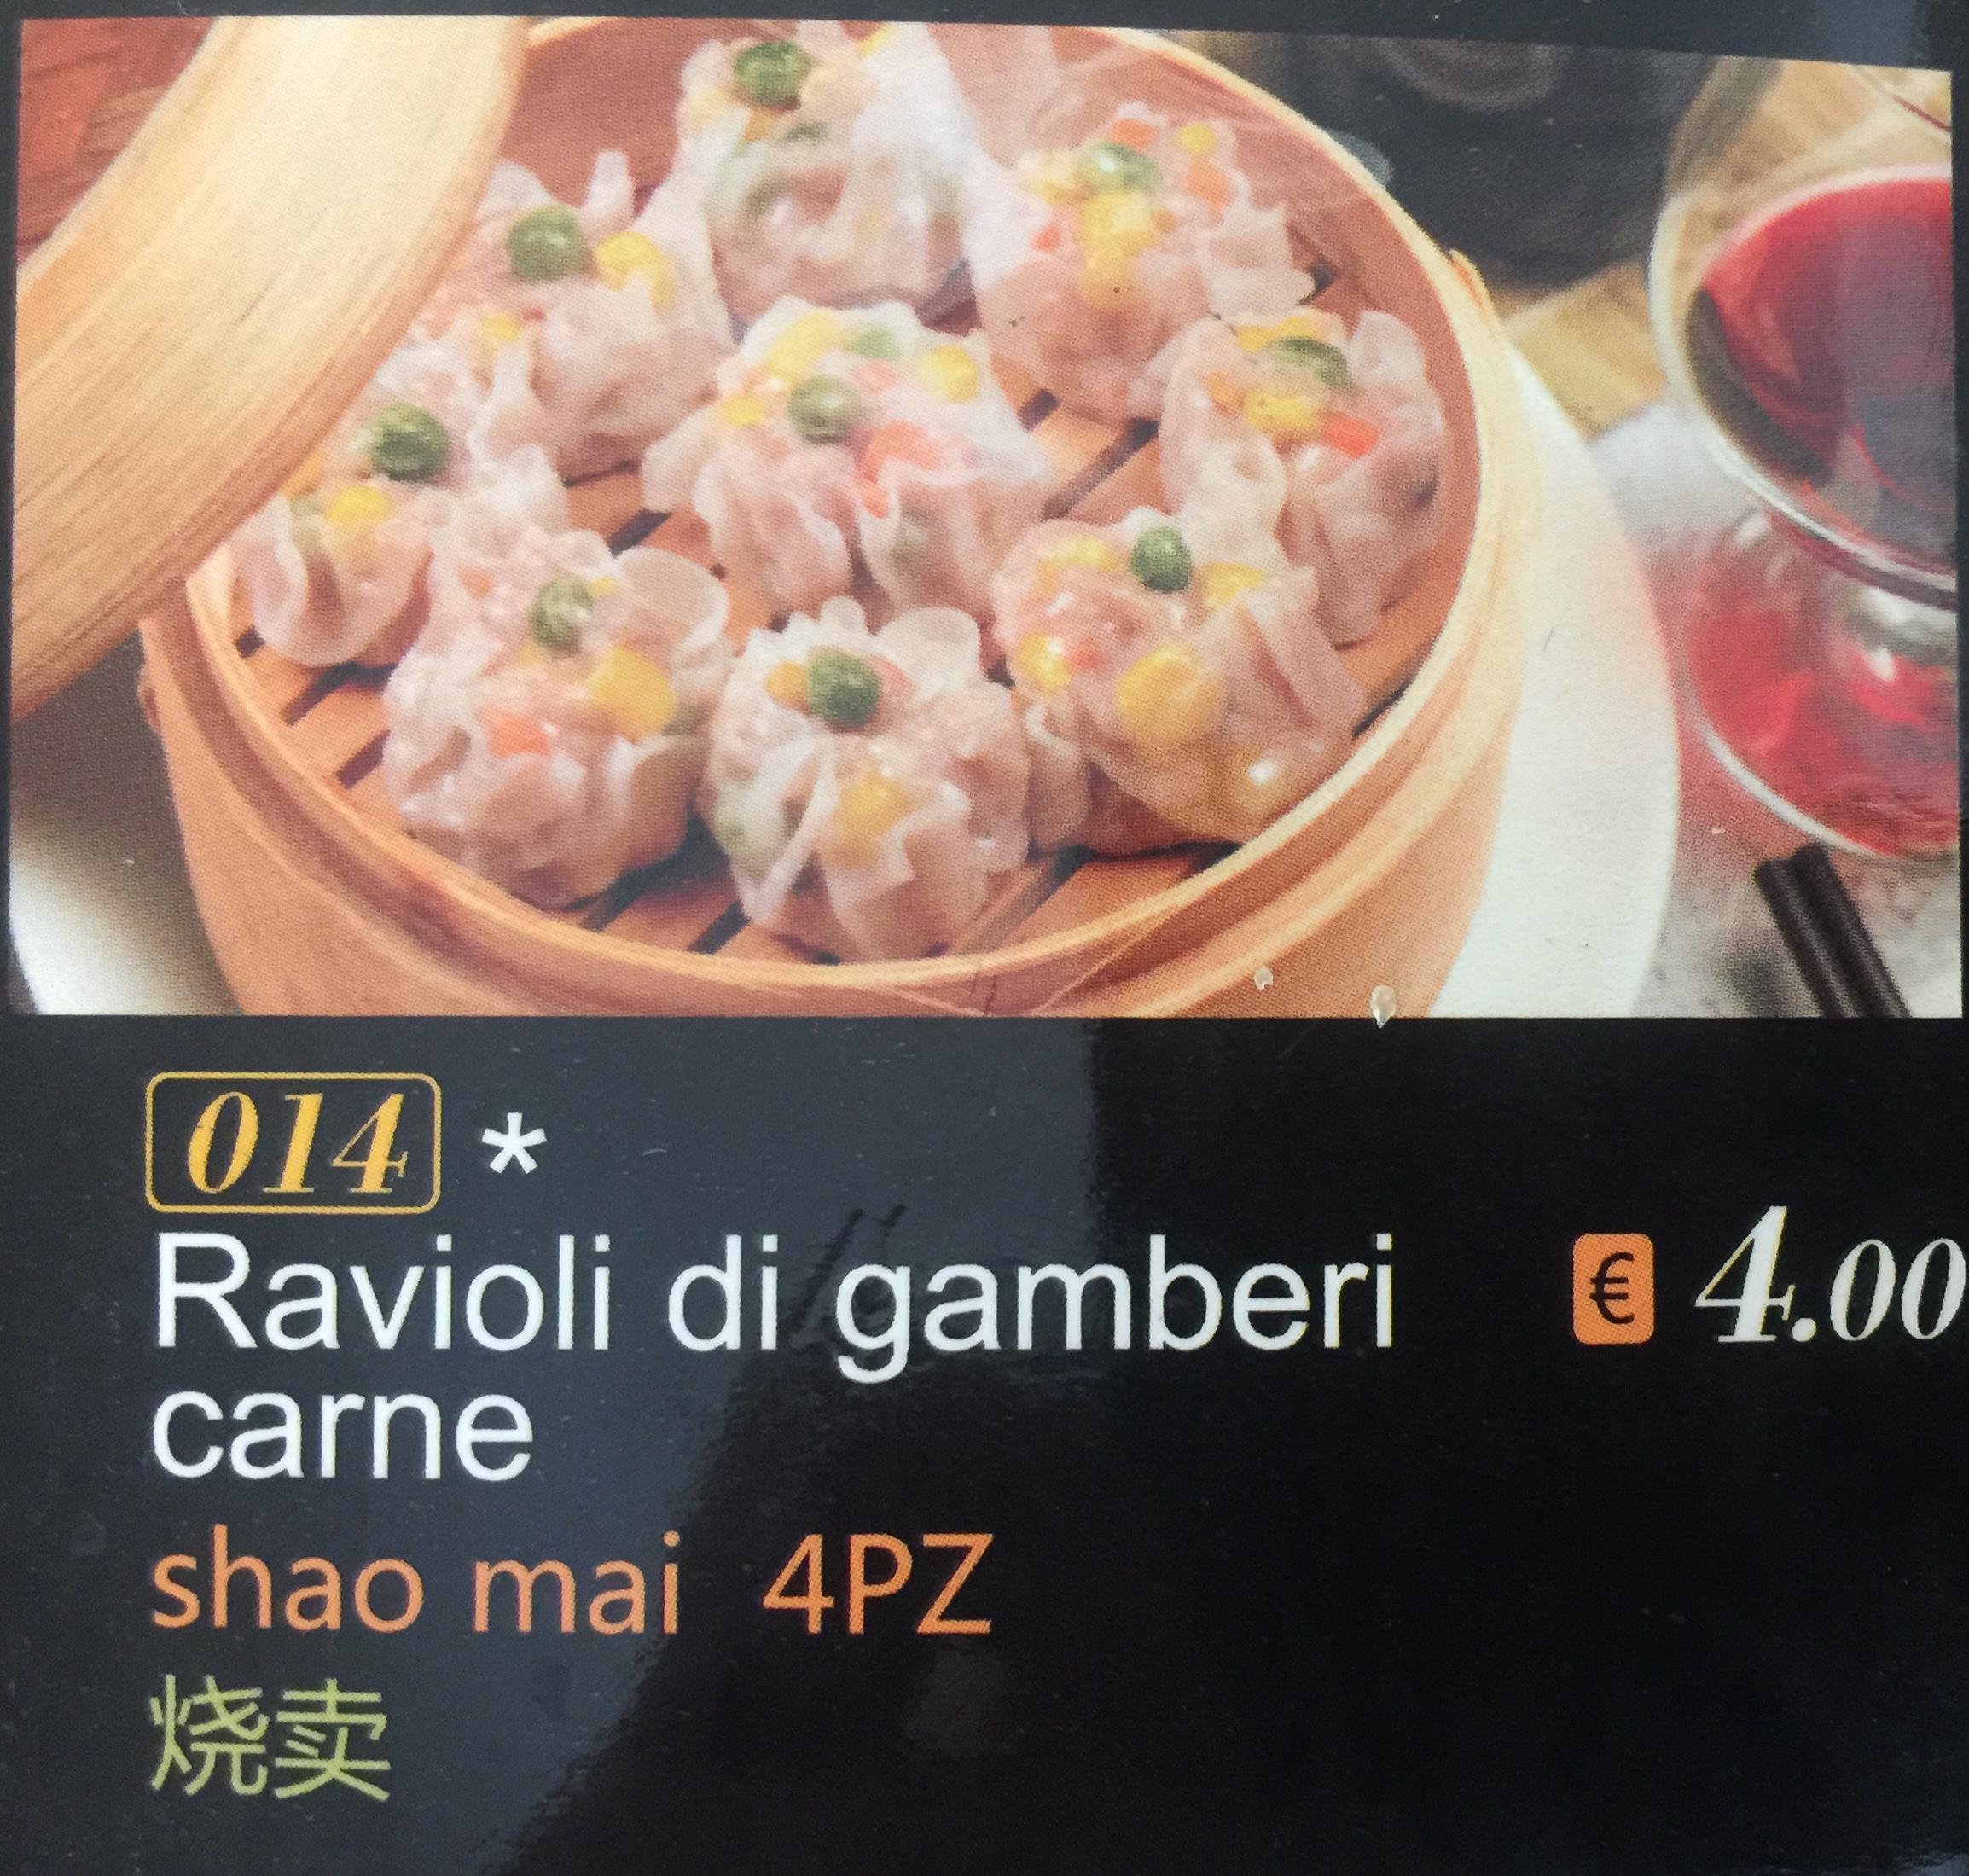 014 *
Ravioli di gamberi € 4.00
carne
shao mai 4PZ
烧卖